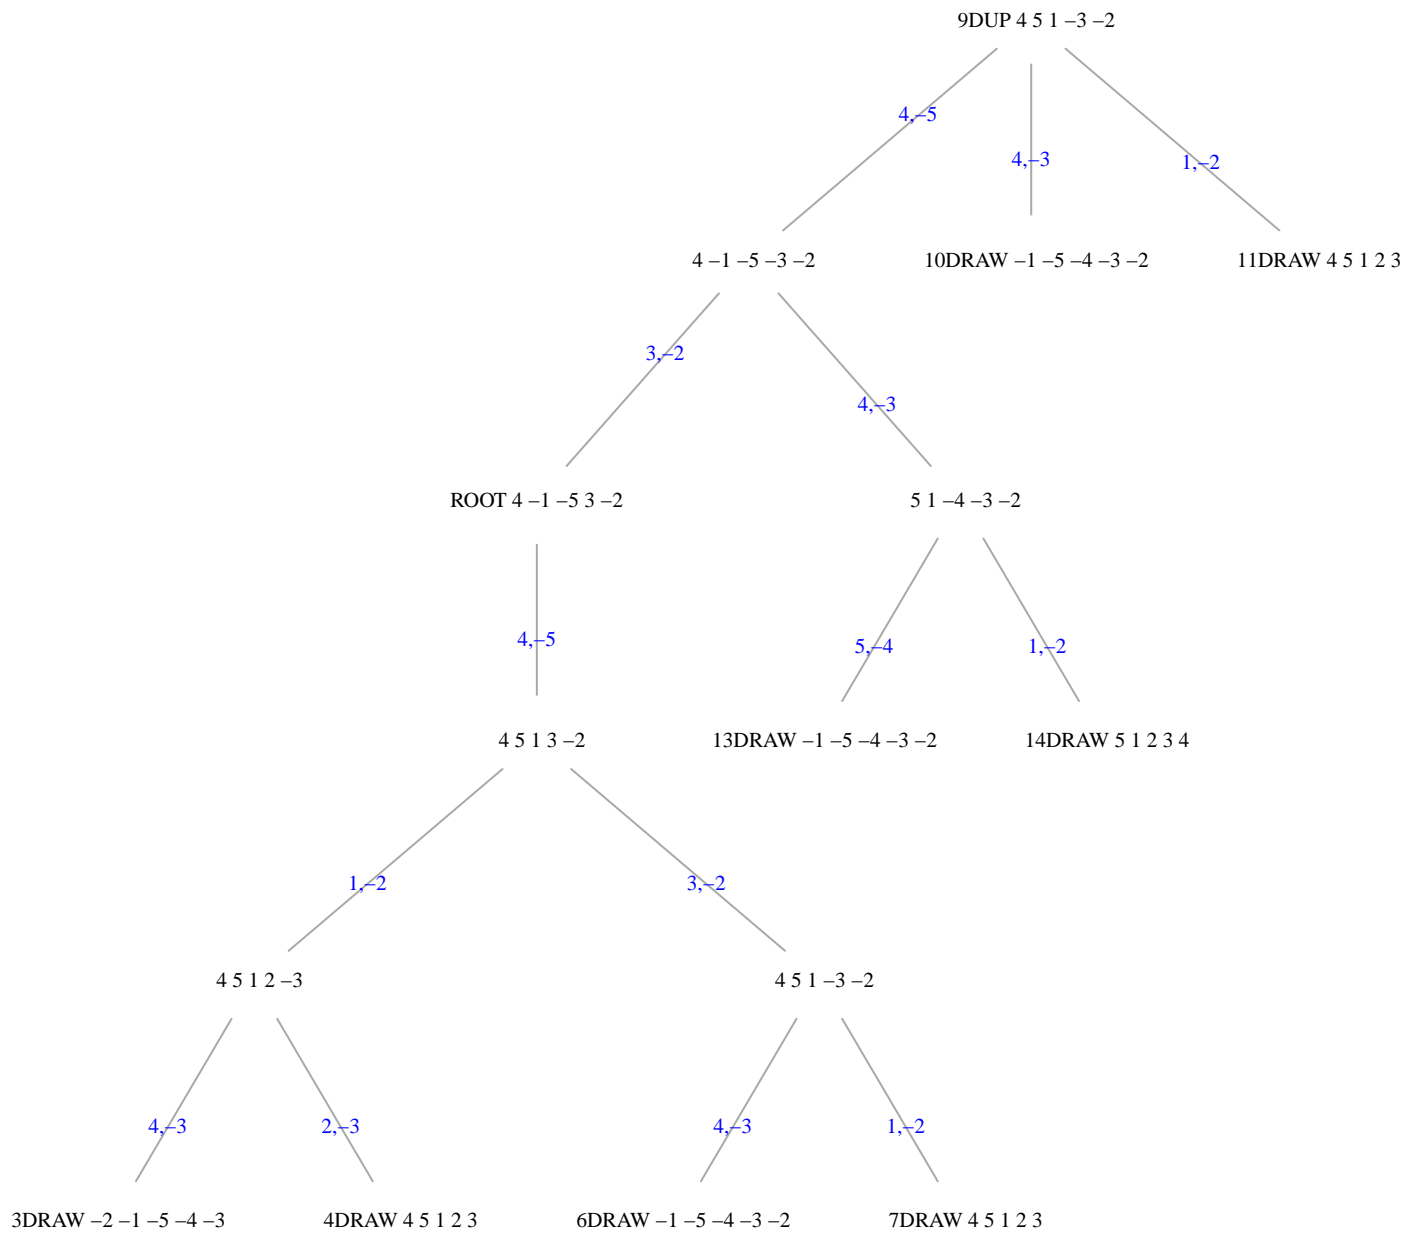 9DUP 4 5 1 –3 –2
4,–5
4,–3
1,–2
4 –1 –5 –3 –2
10DRAW –1 –5 –4 –3 –2
11DRAW 4 5 1 2 3
3,–2
4,–3
ROOT 4 –1 –5 3 –2
5 1 –4 –3 –2
4,–5
5,–4
1,–2
4 5 1 3 –2
13DRAW –1 –5 –4 –3 –2
14DRAW 5 1 2 3 4
1,–2
3,–2
4 5 1 2 –3
4 5 1 –3 –2
4,–3
2,–3
4,–3
1,–2
3DRAW –2 –1 –5 –4 –3
4DRAW 4 5 1 2 3
6DRAW –1 –5 –4 –3 –2
7DRAW 4 5 1 2 3